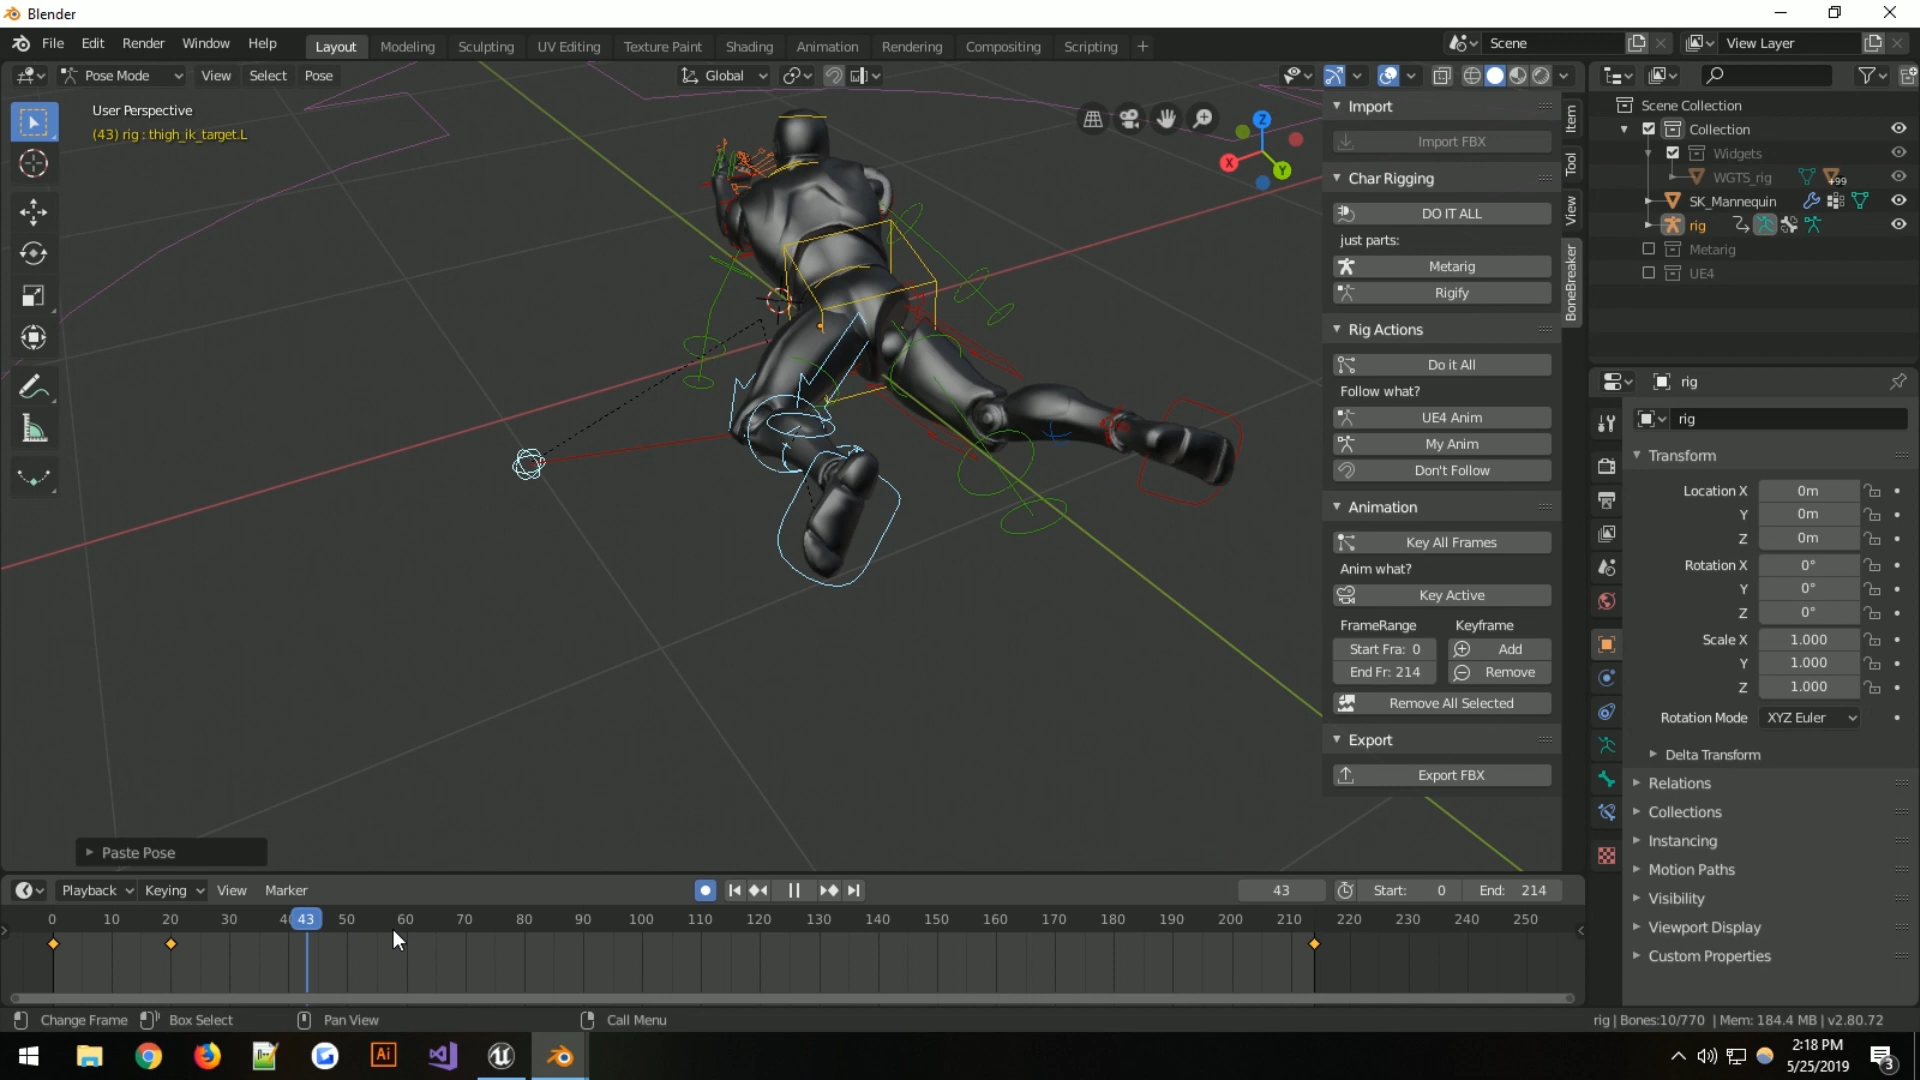 Blender
File Edit Render Window Help Layout Modeling Sculpting UV Editing Texture Paint Shading Animation Rendering Compositing Scripting + Scene View Layer
Pose Mode View Select Pose Global
User Perspective
(43) rig : thigh_ik_target.L
Z
X
Y
Import
Import FBX
Char Rigging
DO IT ALL
just parts:
Metarig
Rigify
Rig Actions
Do it All
Follow what?
UE4 Anim
My Anim
Don't Follow
Animation
Key All Frames
Anim what?
Key Active
FrameRange Keyframe
Start Fra: 0 Add
End Fr: 214 Remove
Remove All Selected
Export
Export FBX
Item
Tool
View
BoneBreaker
Scene Collection
Collection
Widgets
WGTS_rig +99
SK_Mannequin
rig
Metarig
UE4
rig
rig
Transform
Location X 0m
Y 0m
Z 0m
Rotation X 0°
Y 0°
Z 0°
Scale X 1.000
Y 1.000
Z 1.000
Rotation Mode XYZ Euler
Delta Transform
Relations
Collections
Instancing
Motion Paths
Visibility
Viewport Display
Custom Properties
Paste Pose
Playback Keying View Marker 43 Start: 0 End: 214
0 10 20 30 4 43 50 60 70 80 90 100 110 120 130 140 150 160 170 180 190 200 210 220 230 240 250
Change Frame Box Select Pan View Call Menu rig | Bones:10/770 | Mem: 184.4 MB | v2.80.72
Ai
2:18 PM
5/25/2019
3